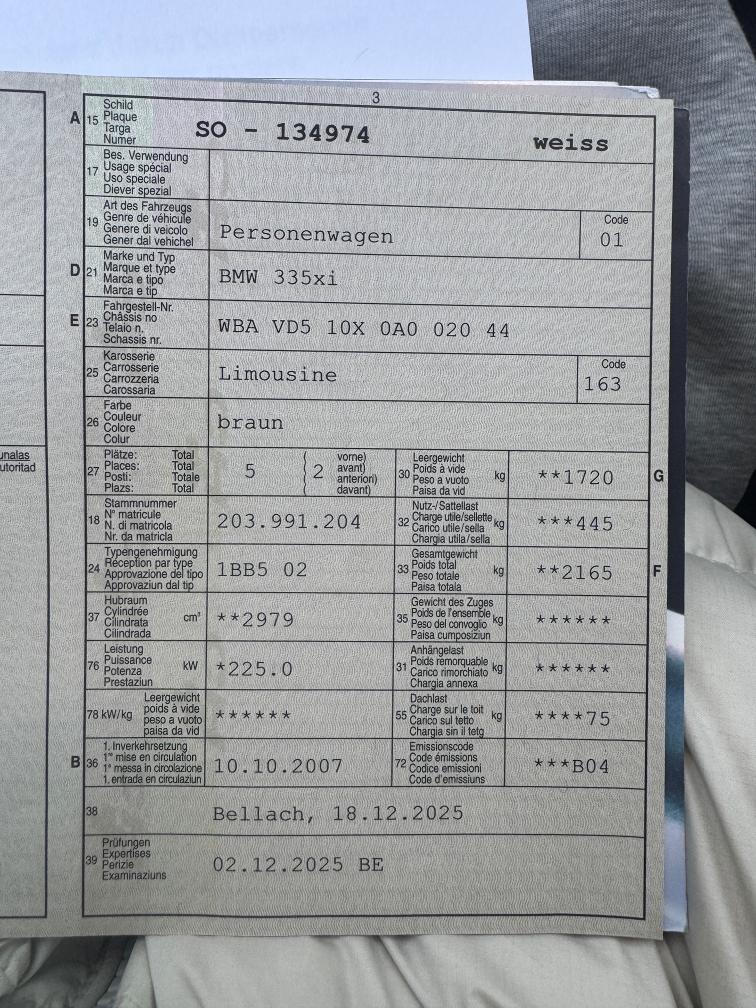 3
A 15 Schild Plaque Targa Numer SO - 134974 weiss
17 Bes. Verwendung Usage spécial Uso speciale Diever spezial
19 Art des Fahrzeugs Genre de véhicule Genere di veicolo Gener dal vehichel Personenwagen Code 01
D 21 Marke und Typ Marque et type Marca e tipo Marca e tip BMW 335xi
E 23 Fahrgestell-Nr. Châssis no Telaio n. Schassis nr. WBA VD5 10X 0A0 020 44
25 Karosserie Carrosserie Carrozzeria Carossaria Limousine Code 163
26 Farbe Couleur Colore Colur braun
27 Plätze: Total Places: Total Posti: Totale Plazs: Total 5 ( 2 vorne) avant) anteriori) davant) 30 Leergewicht Poids à vide Peso a vuoto Paisa da vid kg **1720 G
18 Stammnummer N° matricule N. di matricola Nr. da matricla 203.991.204 32 Nutz-/Sattellast Charge utile/sellette Carico utile/sella Chargia utila/sella kg ***445
24 Typengenehmigung Réception par type Approvazione del tipo Approvaziun dal tip 1BB5 02 33 Gesamtgewicht Poids total Peso totale Paisa totala kg **2165 F
37 Hubraum Cylindrée Cilindrata Cilindrada cm³ **2979 35 Gewicht des Zuges Poids de l'ensemble Peso del convoglio Paisa cumposiziun kg ******
76 Leistung Puissance Potenza Prestaziun kW *225.0 31 Anhängelast Poids remorquable Carico rimorchiato Chargia annexa kg ******
78 kW/kg Leergewicht poids à vide peso a vuoto paisa da vid ****** 55 Dachlast Charge sur le toit Carico sul tetto Chargia sin il tetg kg ****75
B 36 1. Inverkehrsetzung 1re mise en circulation 1a messa in circolazione 1. entrada en circulaziun 10.10.2007 72 Emissionscode Code émissions Codice emissioni Code d'emissiuns ***B04
38 Bellach, 18.12.2025
39 Prüfungen Expertises Perizie Examinaziuns 02.12.2025 BE